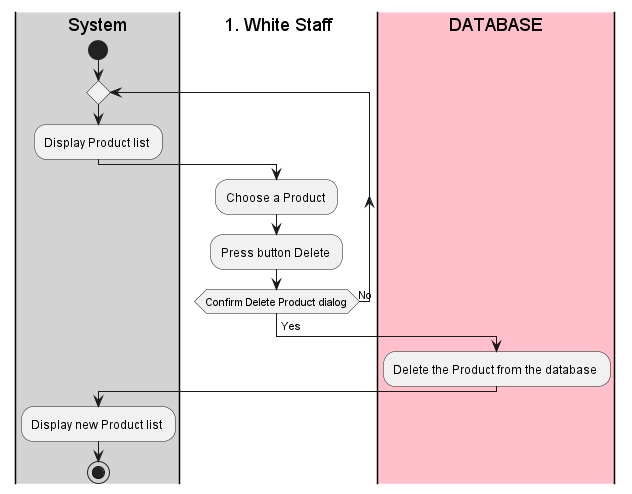 System
1. White Staff
DATABASE
Display Product list
Choose a Product
Press button Delete
Confirm Delete Product dialog
No
Yes
Delete the Product from the database
Display new Product list